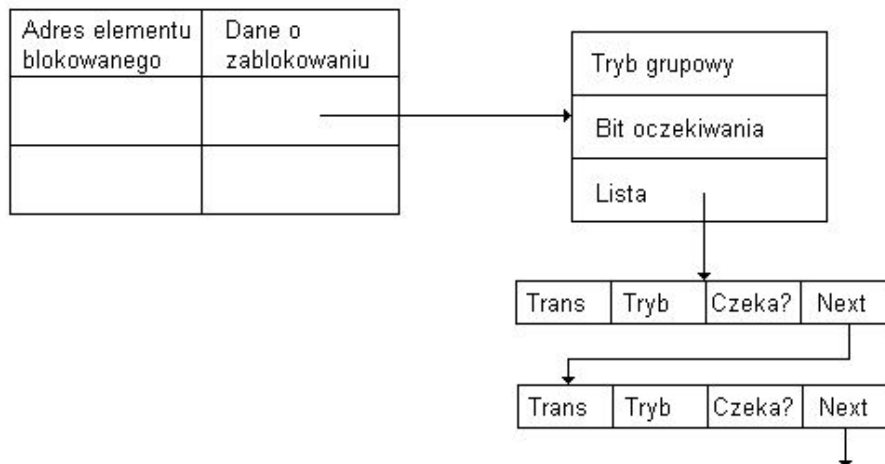 Adres elementu
blokowanego
Dane o
zablokowaniu
Tryb grupowy
Bit oczekiwania
Lista
Trans
Tryb
Czeka?
Next
Trans
Tryb
Czeka?
Next